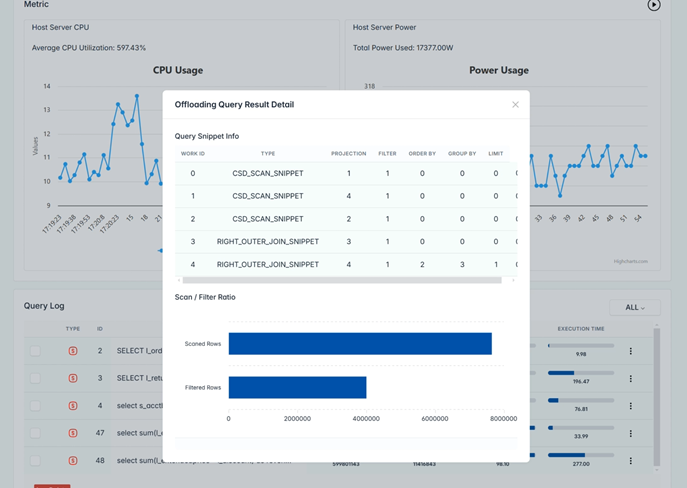 Metric
Host Server CPU
Average CPU Utilization: 597.43%
CPU Usage
Values
14
13
12
11
10
9
17:19:23
17:19:38
17:19:53
17:20:8
17:20:23
15
18
21
Host Server Power
Total Power Used: 17377.00W
Power Usage
318
33
36
39
42
45
48
51
54
Highcharts.com
Offloading Query Result Detail
Query Snippet Info
WORK ID TYPE PROJECTION FILTER ORDER BY GROUP BY LIMIT
0 CSD_SCAN_SNIPPET 1 1 0 0 0
1 CSD_SCAN_SNIPPET 4 1 0 0 0
2 CSD_SCAN_SNIPPET 2 1 0 0 0
3 RIGHT_OUTER_JOIN_SNIPPET 3 1 0 0 0
4 RIGHT_OUTER_JOIN_SNIPPET 4 1 2 3 1
Scan / Filter Ratio
Scaned Rows
Filtered Rows
0 2000000 4000000 6000000 8000000
Query Log
ALL
TYPE ID EXECUTION TIME
S 2 SELECT l_ord 9.98
S 3 SELECT l_retu 196.47
S 4 select s_acct 76.81
S 47 select sum(l_e 33.99
S 48 select sum(l_e 599801143 11416843 98.10 277.00